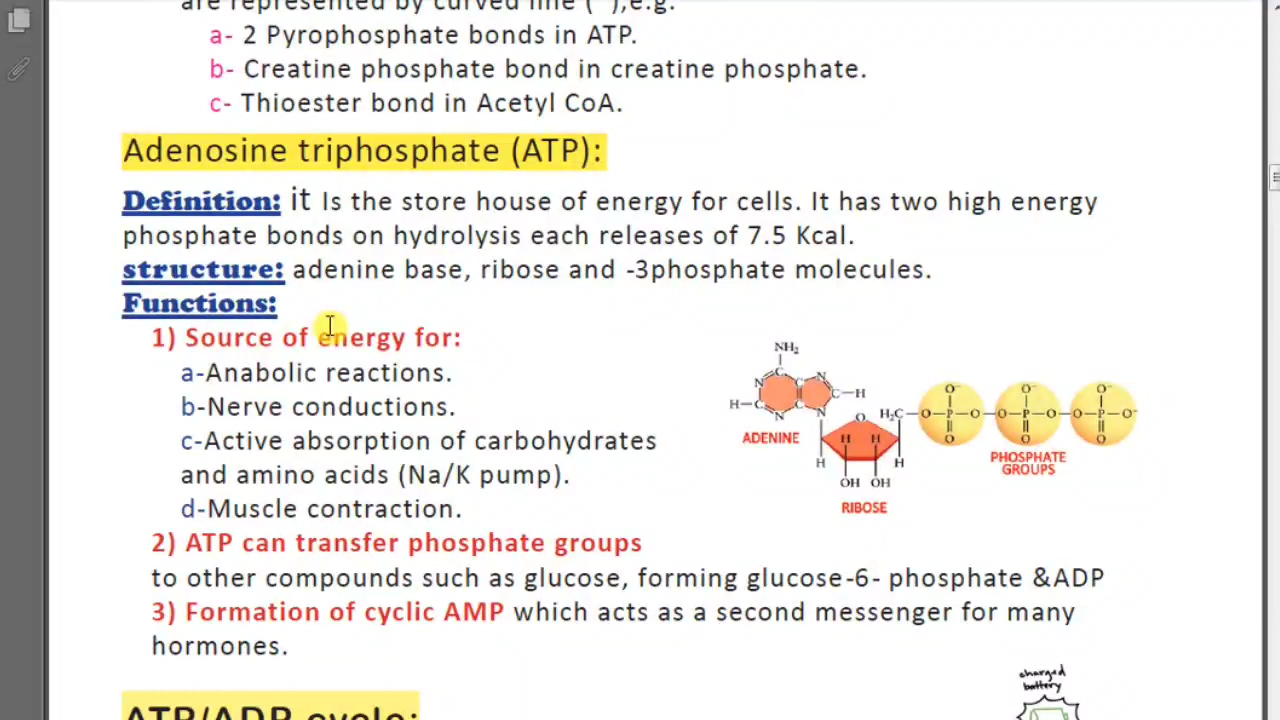 are represented by curved line (~),e.g.
a- 2 Pyrophosphate bonds in ATP.
b- Creatine phosphate bond in creatine phosphate.
c- Thioester bond in Acetyl CoA.
Adenosine triphosphate (ATP):
Definition: it Is the store house of energy for cells. It has two high energy
phosphate bonds on hydrolysis each releases of 7.5 Kcal.
structure: adenine base, ribose and -3phosphate molecules.
Functions:
1) Source of energy for:
a-Anabolic reactions.
b-Nerve conductions.
c-Active absorption of carbohydrates
and amino acids (Na/K pump).
d-Muscle contraction.
NH₂
N C C N C—H
H—C N C N
ADENINE
H₂C—O—P—O—O—P—O—O—P—O⁻
O⁻ O⁻ O⁻
O O O
O
H H
H H
OH OH
RIBOSE
PHOSPHATE
GROUPS
2) ATP can transfer phosphate groups
to other compounds such as glucose, forming glucose-6- phosphate &ADP
3) Formation of cyclic AMP which acts as a second messenger for many
hormones.
charged
battery
ATP/ADP cycle: